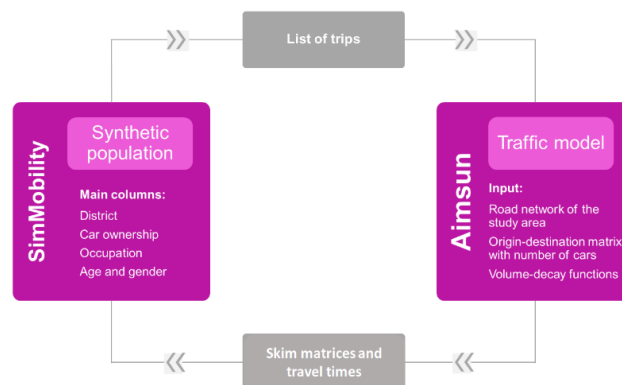 List of trips
SimMobility
Synthetic
population
Main columns:
District
Car ownership
Occupation
Age and gender
Aimsun
Traffic model
Input:
Road network of the
study area
Origin-destination matrix
with number of cars
Volume-decay functions
Skim matrices and
travel times